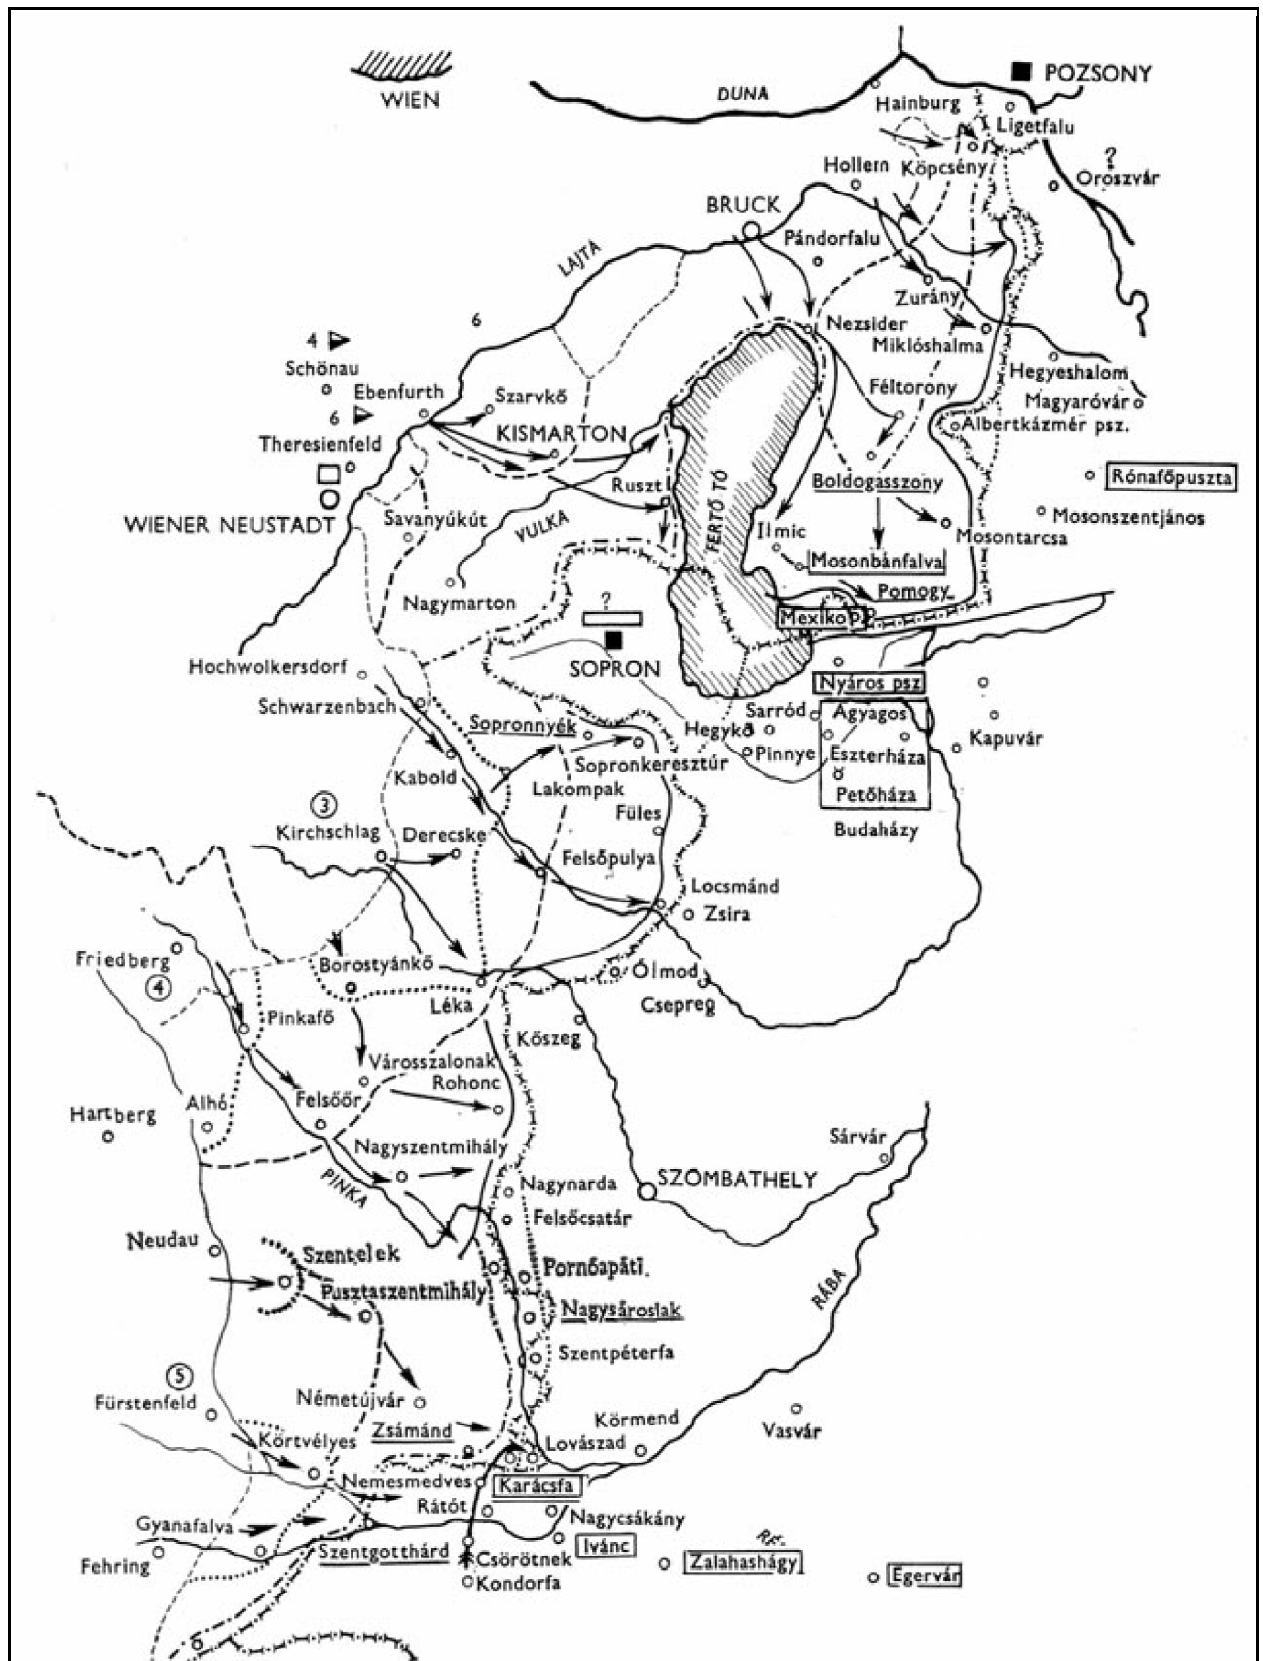 WIEN
DUNA
POZSONY
Hainburg
Ligetfalu
?
Hollern
Köpcsény
Oroszvár
BRUCK
Pándorfalu
LAJTA
Zurány
6
Nezsider
4
Miklóshalma
Schönau
Hegyeshalom
Ebenfurth
Szarvkő
Féltorony
Magyaróvár
6
KISMARTON
Albertkázmér psz.
Theresienfeld
Ruszt
Boldogasszony
Rónafőpuszta
WIENER NEUSTADT
Savanyúkút
VULKA
FERTŐ TÓ
Ilmic
Mosonszentjános
Mosontarcsa
Mosonbánfalva
Nagymarton
?
Pomogy
Mexiko p.
Hochwolkersdorf
SOPRON
Nyáros psz
Schwarzenbach
Sopronnyék
Sarród
Agyagos
Hegykő
Kapuvár
Pinnye
Eszterháza
Sopronkeresztúr
Kabold
Lakompak
Petőháza
3
Füles
Kirchschlag
Derecske
Budaházy
Felsőpulya
Locsmánd
Zsira
Friedberg
Borostyánkő
Ólmod
4
Léka
Csepreg
Pinkafő
Kőszeg
Városszalonak
Rohonc
Alhó
Felsőőr
Hartberg
Nagyszentmihály
Sárvár
PINKA
Nagynarda
SZOMBATHELY
Felsőcsatár
Neudau
Szentelek
Pornóapáti.
Pusztaszentmihály
RÁBA
Nagysároslak
Szentpéterfa
5
Fürstenfeld
Németújvár
Körmend
Zsámánd
Vasvár
Körtvélyes
Lovászad
Nemesmedves
Karácsfa
Rátót
Gyanafalva
Nagycsákány
Szentgotthárd
Ivánc
Fehring
Csörötnek
Zalahashágy
Egervár
Kondorfa